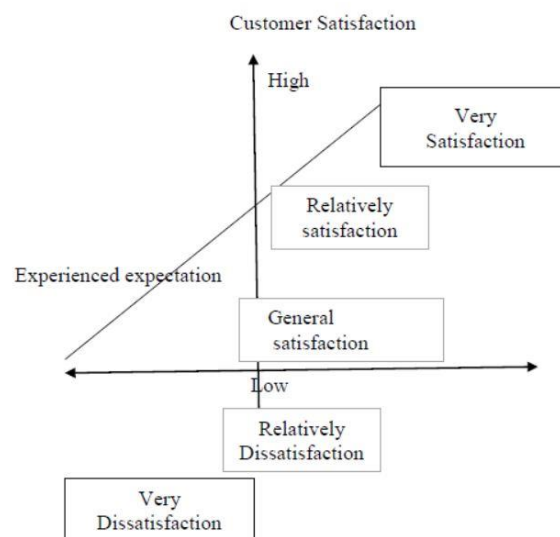 Customer Satisfaction
High
Very
Satisfaction
Relatively
satisfaction
Experienced expectation
General
satisfaction
Low
Relatively
Dissatisfaction
Very
Dissatisfaction